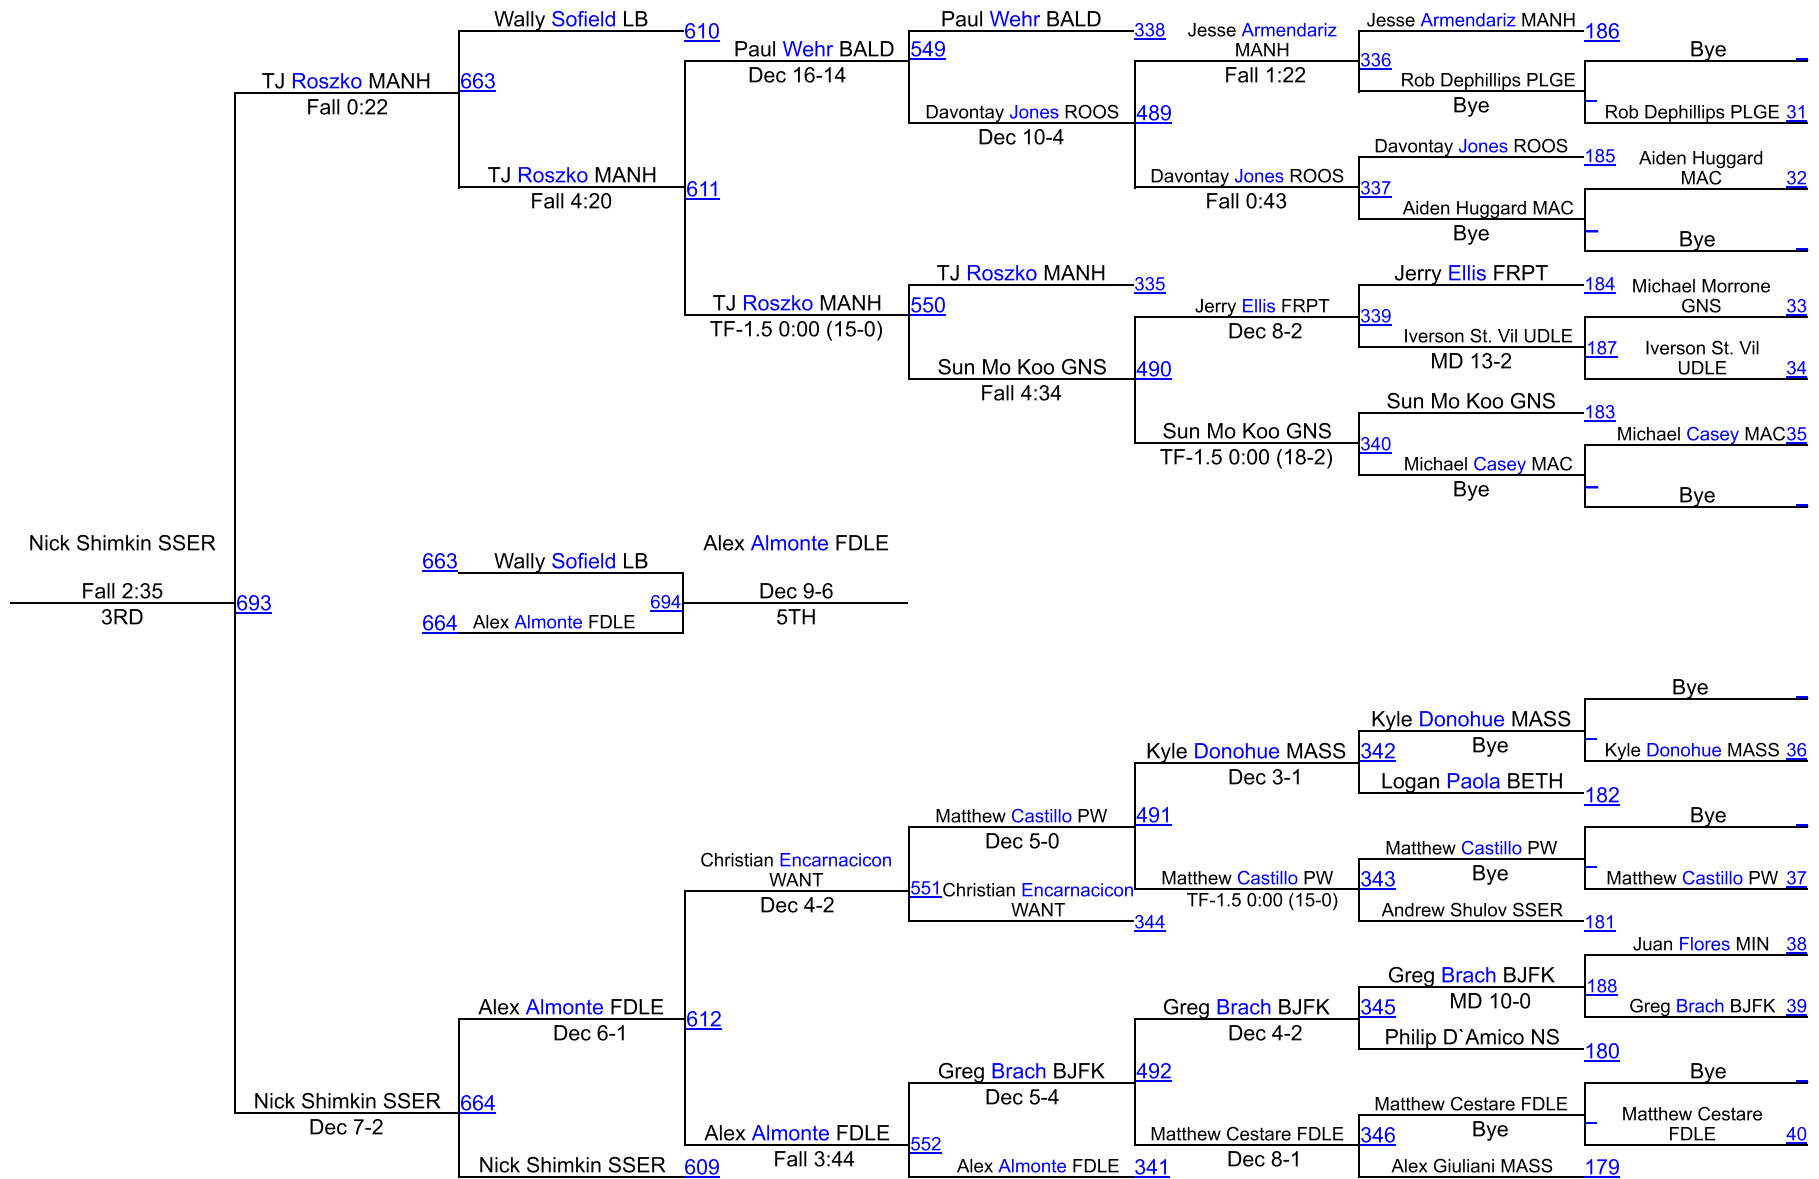 Wally Sofield LB
610
Paul Wehr BALD
338
Jesse Armendariz
MANH
Jesse Armendariz MANH
186
Bye
Paul Wehr BALD
549
336
Dec 16-14
Fall 1:22
Rob Dephillips PLGE
TJ Roszko MANH
663
Bye
Fall 0:22
Davontay Jones ROOS
489
Rob Dephillips PLGE
31
Dec 10-4
Davontay Jones ROOS
185
Aiden Huggard
MAC
32
TJ Roszko MANH
611
Davontay Jones ROOS
337
Fall 4:20
Fall 0:43
Aiden Huggard MAC
Bye
Bye
TJ Roszko MANH
335
Jerry Ellis FRPT
184
Michael Morrone
GNS
33
TJ Roszko MANH
550
Jerry Ellis FRPT
339
TF-1.5 0:00 (15-0)
Dec 8-2
Iverson St. Vil UDLE
187
MD 13-2
Iverson St. Vil
UDLE
34
Sun Mo Koo GNS
490
Fall 4:34
Sun Mo Koo GNS
183
Sun Mo Koo GNS
340
Michael Casey MAC
35
TF-1.5 0:00 (18-2)
Michael Casey MAC
Bye
Bye
Nick Shimkin SSER
Alex Almonte FDLE
663
Wally Sofield LB
Fall 2:35
693
694
Dec 9-6
3RD
664
Alex Almonte FDLE
5TH
Bye
Kyle Donohue MASS
Bye
Kyle Donohue MASS
342
Kyle Donohue MASS
36
Dec 3-1
Logan Paola BETH
182
Matthew Castillo PW
491
Bye
Dec 5-0
Christian Encarnacicon
WANT
Matthew Castillo PW
Bye
551
Christian Encarnacicon
WANT
344
Dec 4-2
Matthew Castillo PW
343
Matthew Castillo PW
37
TF-1.5 0:00 (15-0)
Andrew Shulov SSER
181
Juan Flores MIN
38
Greg Brach BJFK
188
Alex Almonte FDLE
612
Greg Brach BJFK
345
MD 10-0
Greg Brach BJFK
39
Dec 6-1
Dec 4-2
Philip D`Amico NS
180
Greg Brach BJFK
492
Bye
Dec 5-4
Nick Shimkin SSER
664
Matthew Cestare FDLE
Dec 7-2
Bye
Matthew Cestare
FDLE
40
Alex Almonte FDLE
552
Matthew Cestare FDLE
346
Fall 3:44
Dec 8-1
Nick Shimkin SSER
609
Alex Almonte FDLE
341
Alex Giuliani MASS
179